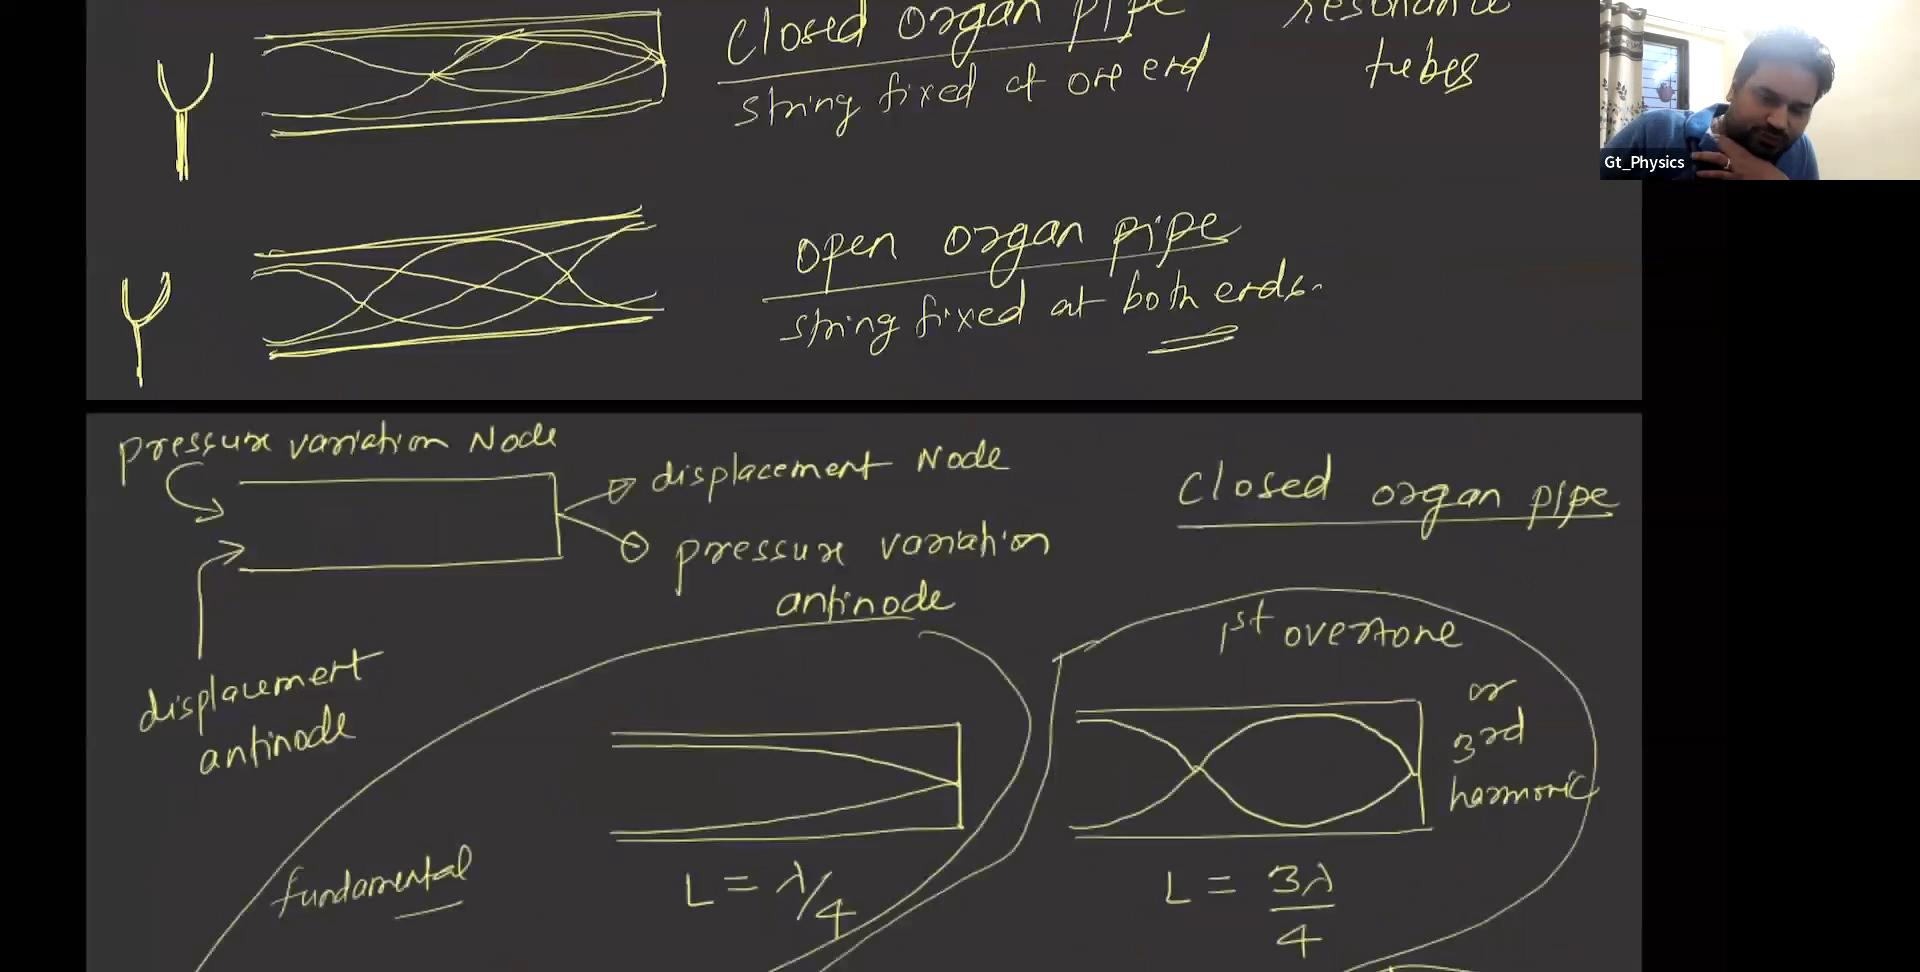 closed organ pipe
string fixed at one end
resonance
tubes
Gt_Physics
open organ pipe
string fixed at both ends.
pressure variation Node
displacement Node
pressure variation
antinode
closed organ pipe
displacement
antinode
1st overtone
or
3rd
harmonic
fundamental
L = λ/4
L = 3λ/4